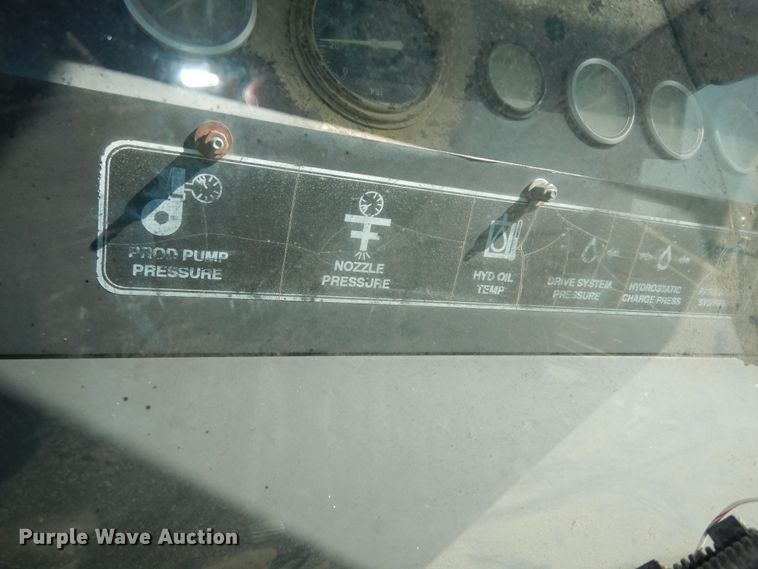 PROD PUMP
PRESSURE
NOZZLE
PRESSURE
HYD OIL
TEMP
DRIVE SYSTEM
PRESSURE
HYDROSTATIC
CHARGE PRESS
Purple Wave Auction